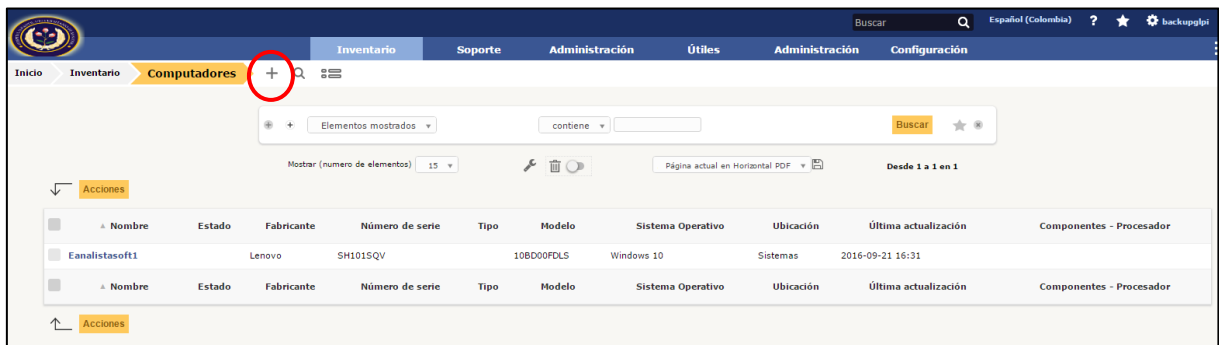 Buscar Español (Colombia) ? backupglpi
Inventario Soporte Administración Útiles Administración Configuración
Inicio Inventario Computadores +
+ Elementos mostrados contiene Buscar
Mostrar (numero de elementos) 15 Página actual en Horizontal PDF Desde 1 a 1 en 1
Acciones
Nombre Estado Fabricante Número de serie Tipo Modelo Sistema Operativo Ubicación Última actualización Componentes - Procesador
Eanalistasoft1 Lenovo SH101SQV 10BD00FDLS Windows 10 Sistemas 2016-09-21 16:31
Nombre Estado Fabricante Número de serie Tipo Modelo Sistema Operativo Ubicación Última actualización Componentes - Procesador
Acciones